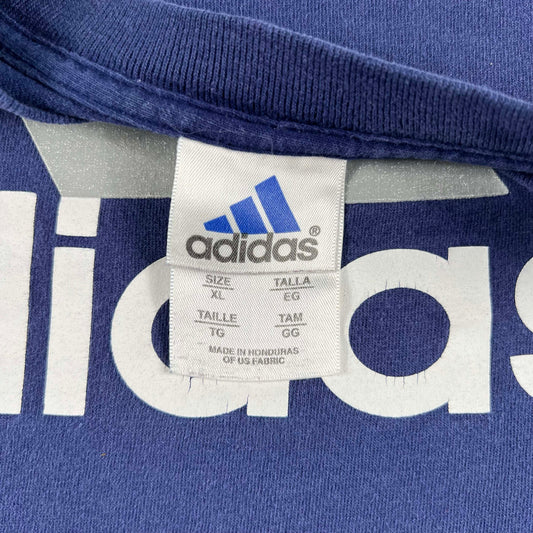 adidas®
SIZE TALLA
XL EG
TAILLE TAM
TG GG
MADE IN HONDURAS
OF US FABRIC
didas